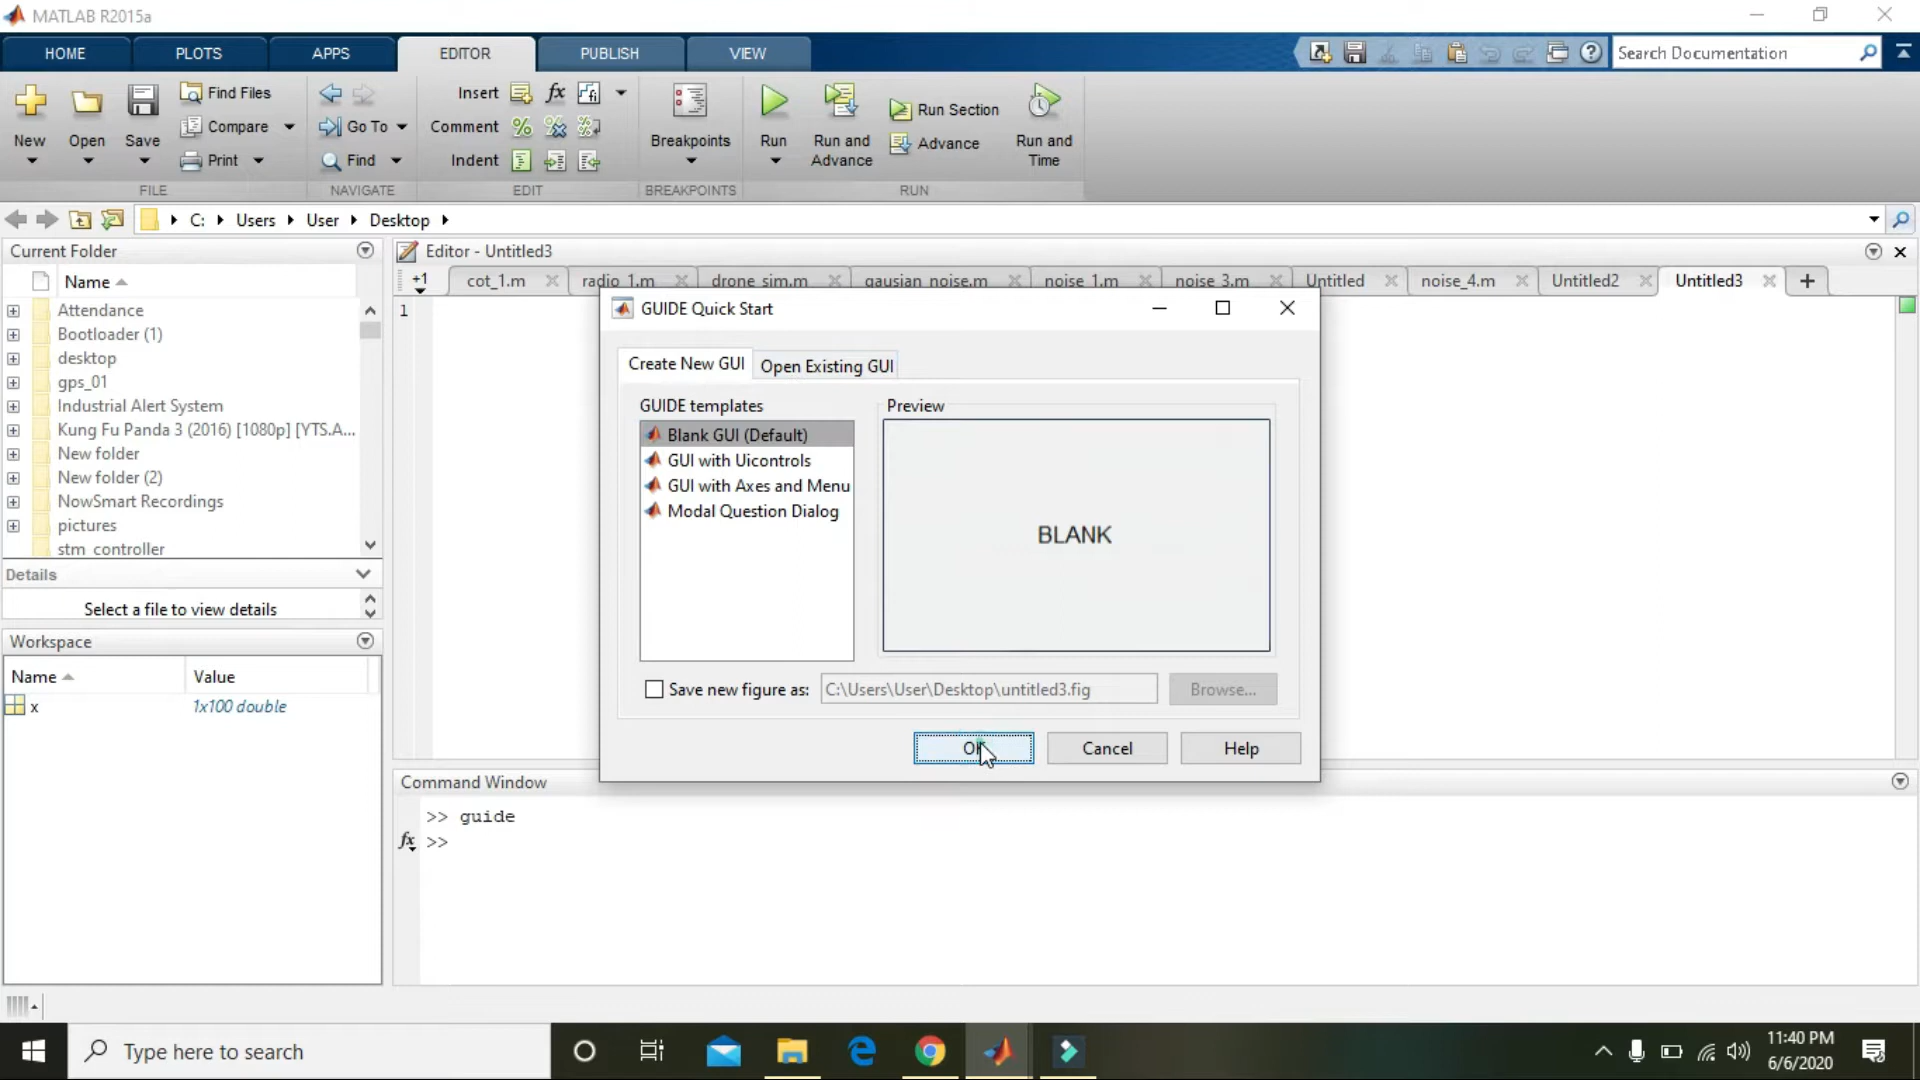 MATLAB R2015a
HOME PLOTS APPS EDITOR PUBLISH VIEW
Search Documentation
New
Open
Save
Find Files
Compare
Print
FILE
Go To
Find
NAVIGATE
Insert
Comment
Indent
EDIT
Breakpoints
BREAKPOINTS
Run
Run and Advance
Run Section
Advance
Run and Time
RUN
C: Users User Desktop
Current Folder
Name
Attendance
Bootloader (1)
desktop
gps_01
Industrial Alert System
Kung Fu Panda 3 (2016) [1080p] [YTS.A...
New folder
New folder (2)
NowSmart Recordings
pictures
stm_controller
Details
Select a file to view details
Workspace
Name Value
x 1x100 double
Editor - Untitled3
+1 cot_1.m radio_1.m drone_sim.m gausian_noise.m noise_1.m noise_3.m Untitled noise_4.m Untitled2 Untitled3
1
GUIDE Quick Start
Create New GUI Open Existing GUI
GUIDE templates
Blank GUI (Default)
GUI with Uicontrols
GUI with Axes and Menu
Modal Question Dialog
Preview
BLANK
Save new figure as: C:\Users\User\Desktop\untitled3.fig Browse...
Cancel Help
Command Window
>> guide
fx >>
Type here to search
11:40 PM
6/6/2020